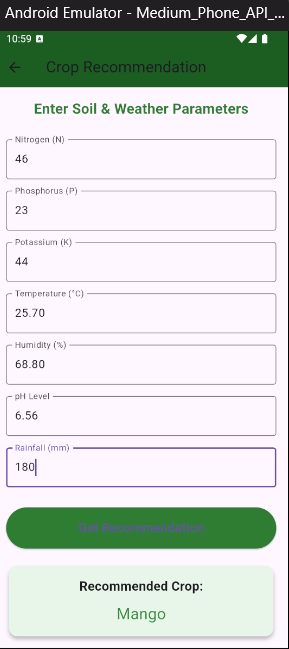 Android Emulator - Medium_Phone_API_...
10:59 A
Crop Recommendation
Enter Soil & Weather Parameters
Nitrogen (N)
46
Phosphorus (P)
23
Potassium (K)
44
Temperature (°C)
25.70
Humidity (%)
68.80
pH Level
6.56
Rainfall (mm)
180
Get Recommendation
Recommended Crop:
Mango